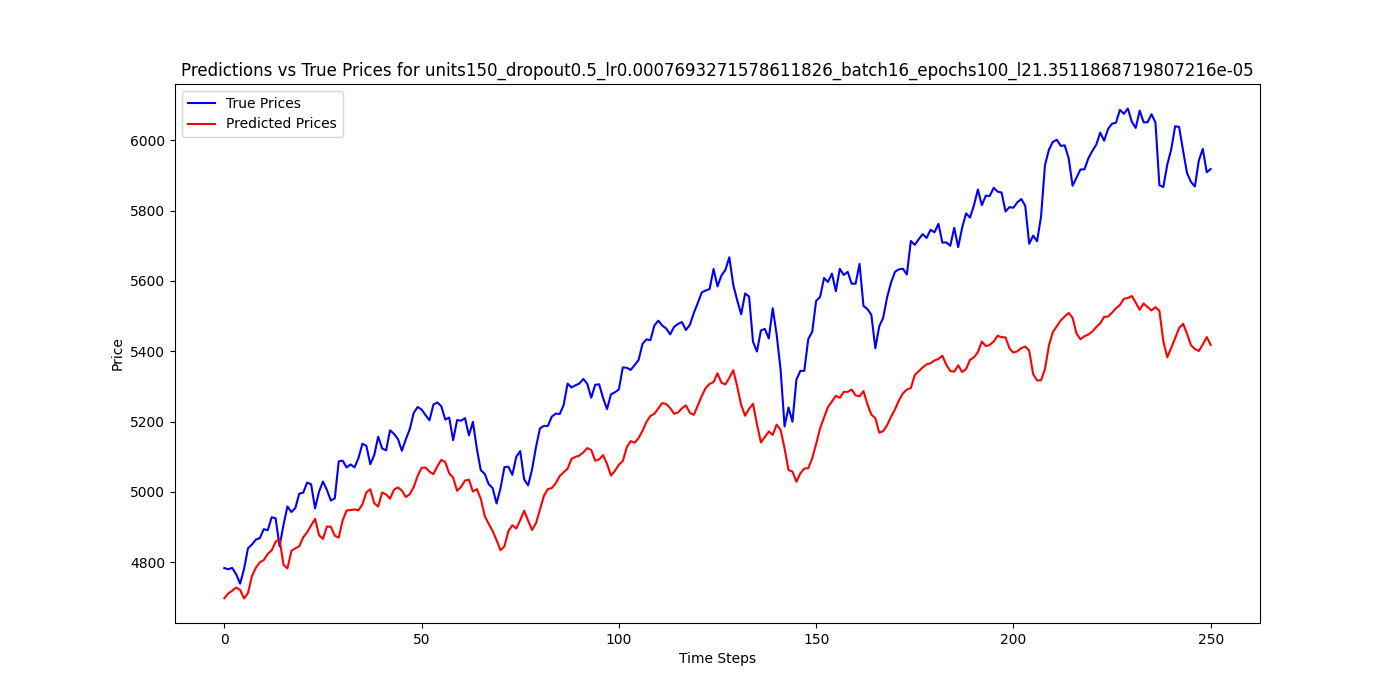 Predictions vs True Prices for units150_dropout0.5_lr0.0007693271578611826_batch16_epochs100_l21.3511868719807216e-05
True Prices
Predicted Prices
6000
5800
5600
5400
5200
5000
4800
Price
0 50 100 150 200 250
Time Steps